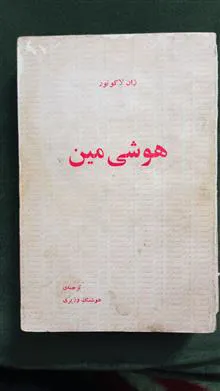 ژان لاکوتور
هوشی مین
ترجمه‌ی
هوشنگ وزیری